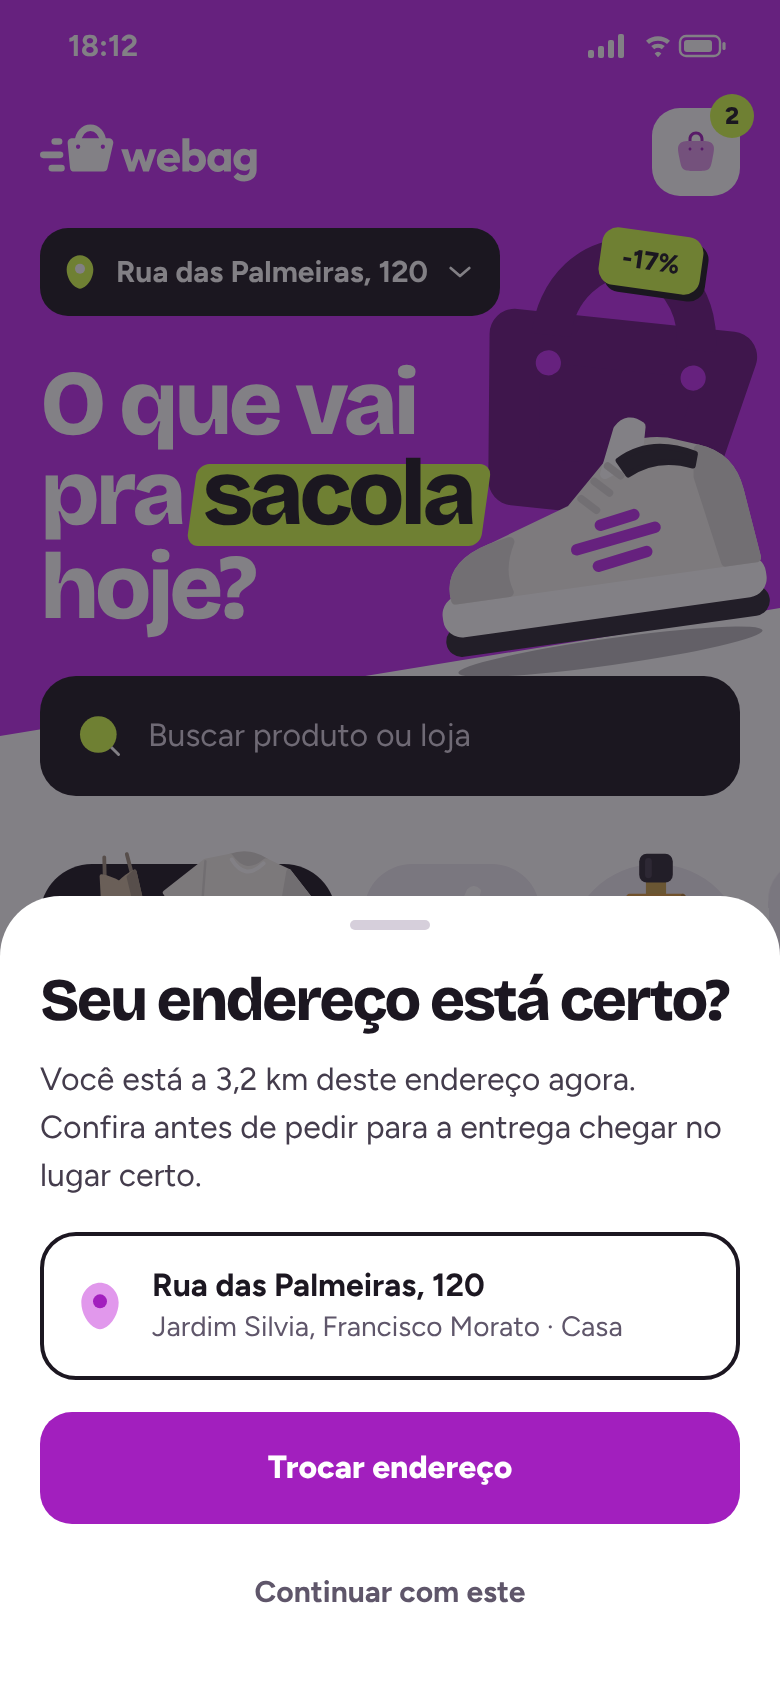 18:12
webag
2
Rua das Palmeiras, 120
-17%
O que vai
pra sacola
hoje?
Buscar produto ou loja
Seu endereço está certo?
Você está a 3,2 km deste endereço agora.
Confira antes de pedir para a entrega chegar no
lugar certo.
Rua das Palmeiras, 120
Jardim Silvia, Francisco Morato · Casa
Trocar endereço
Continuar com este